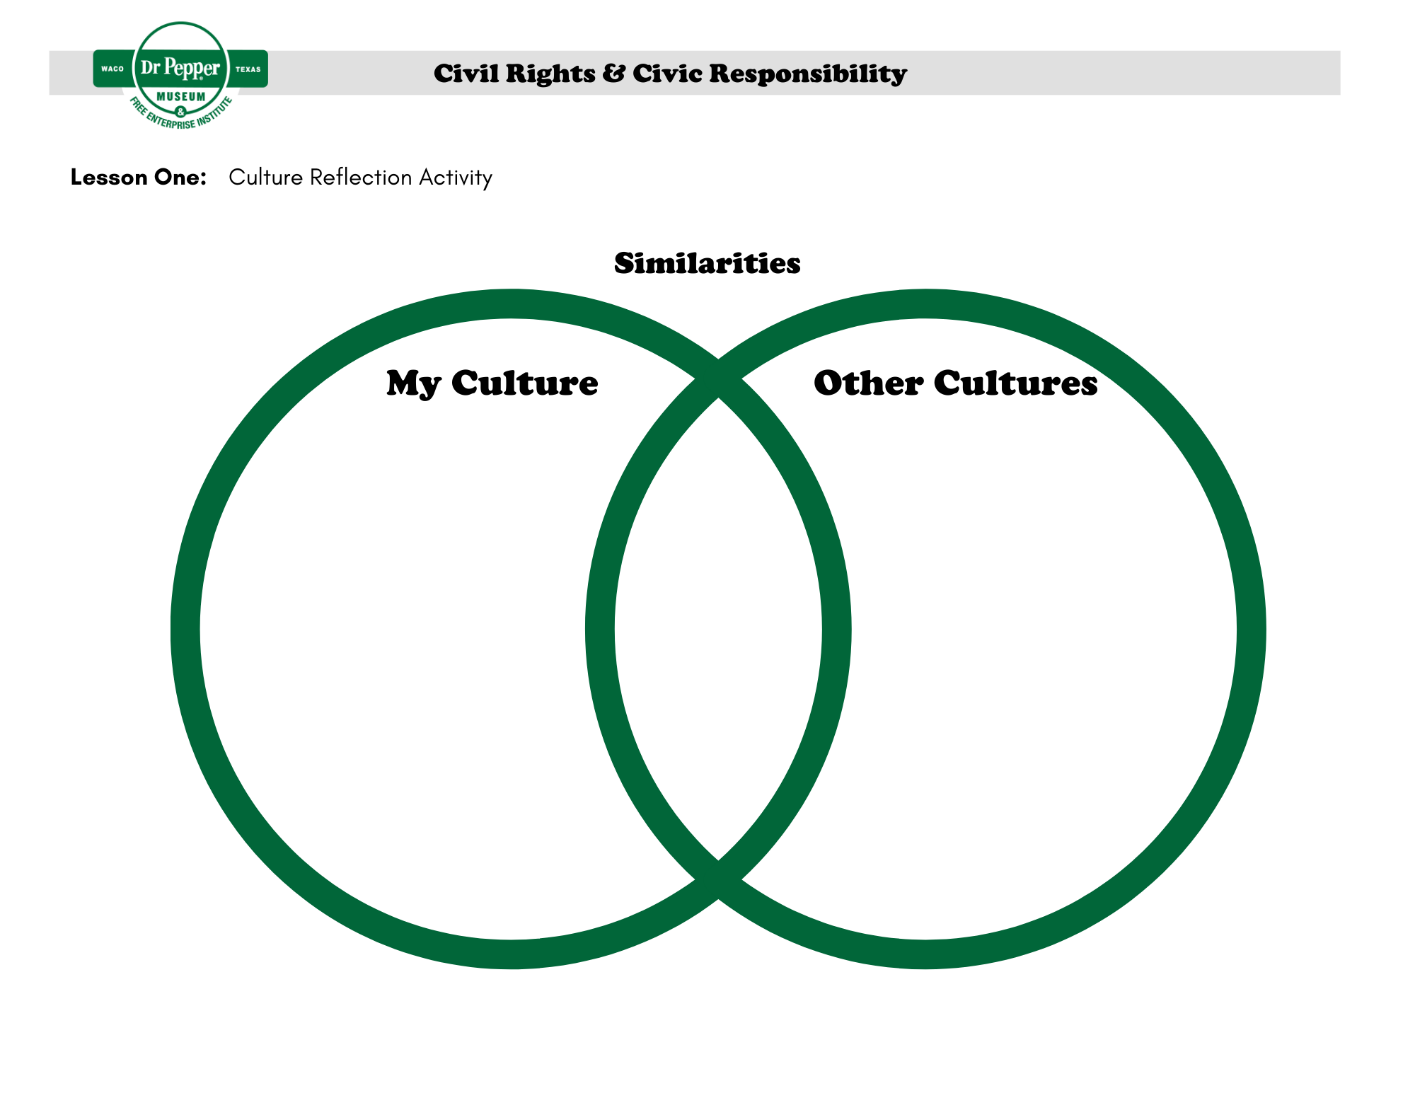 WACO
Dr Pepper
TEXAS
MUSEUM
&
FREE ENTERPRISE INSTITUTE
Civil Rights & Civic Responsibility
Lesson One: Culture Reflection Activity
Similarities
My Culture
Other Cultures